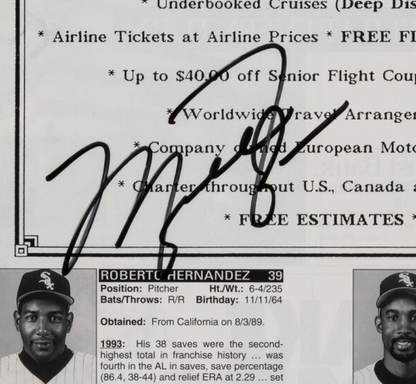 * Underbooked Cruises (Deep Dis
* Airline Tickets at Airline Prices * FREE Fl
* Up to $40.00 off Senior Flight Coup
* Worldwide Travel Arranger
* Company owned European Moto
* Charter throughout U.S., Canada a
* FREE ESTIMATES *
ROBERTO HERNANDEZ 39
Position: Pitcher Ht./Wt.: 6-4/235
Bats/Throws: R/R Birthday: 11/11/64
Obtained: From California on 8/3/89.
1993: His 38 saves were the second-
highest total in franchise history ... was
fourth in the AL in saves, save percentage
(86.4, 38-44) and relief ERA at 2.29 ... set